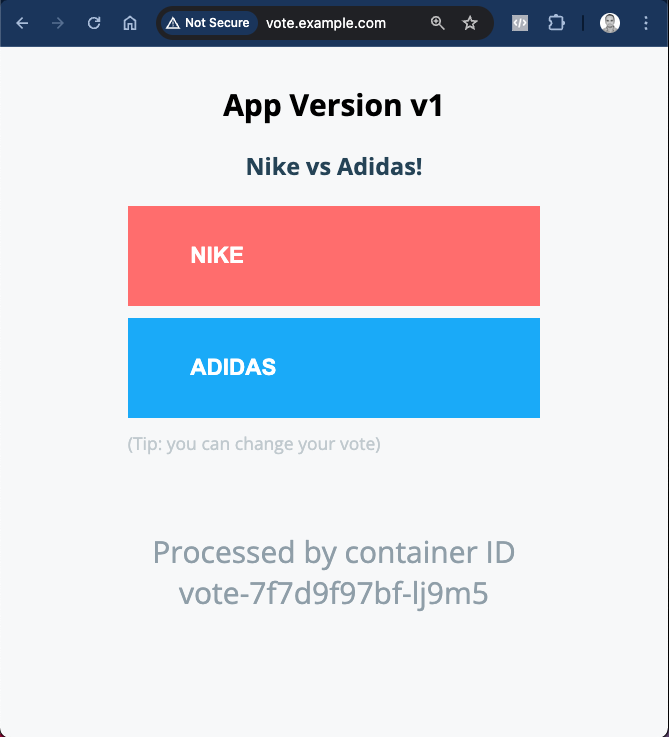 Not Secure vote.example.com
App Version v1
Nike vs Adidas!
NIKE
ADIDAS
(Tip: you can change your vote)
Processed by container ID
vote-7f7d9f97bf-lj9m5